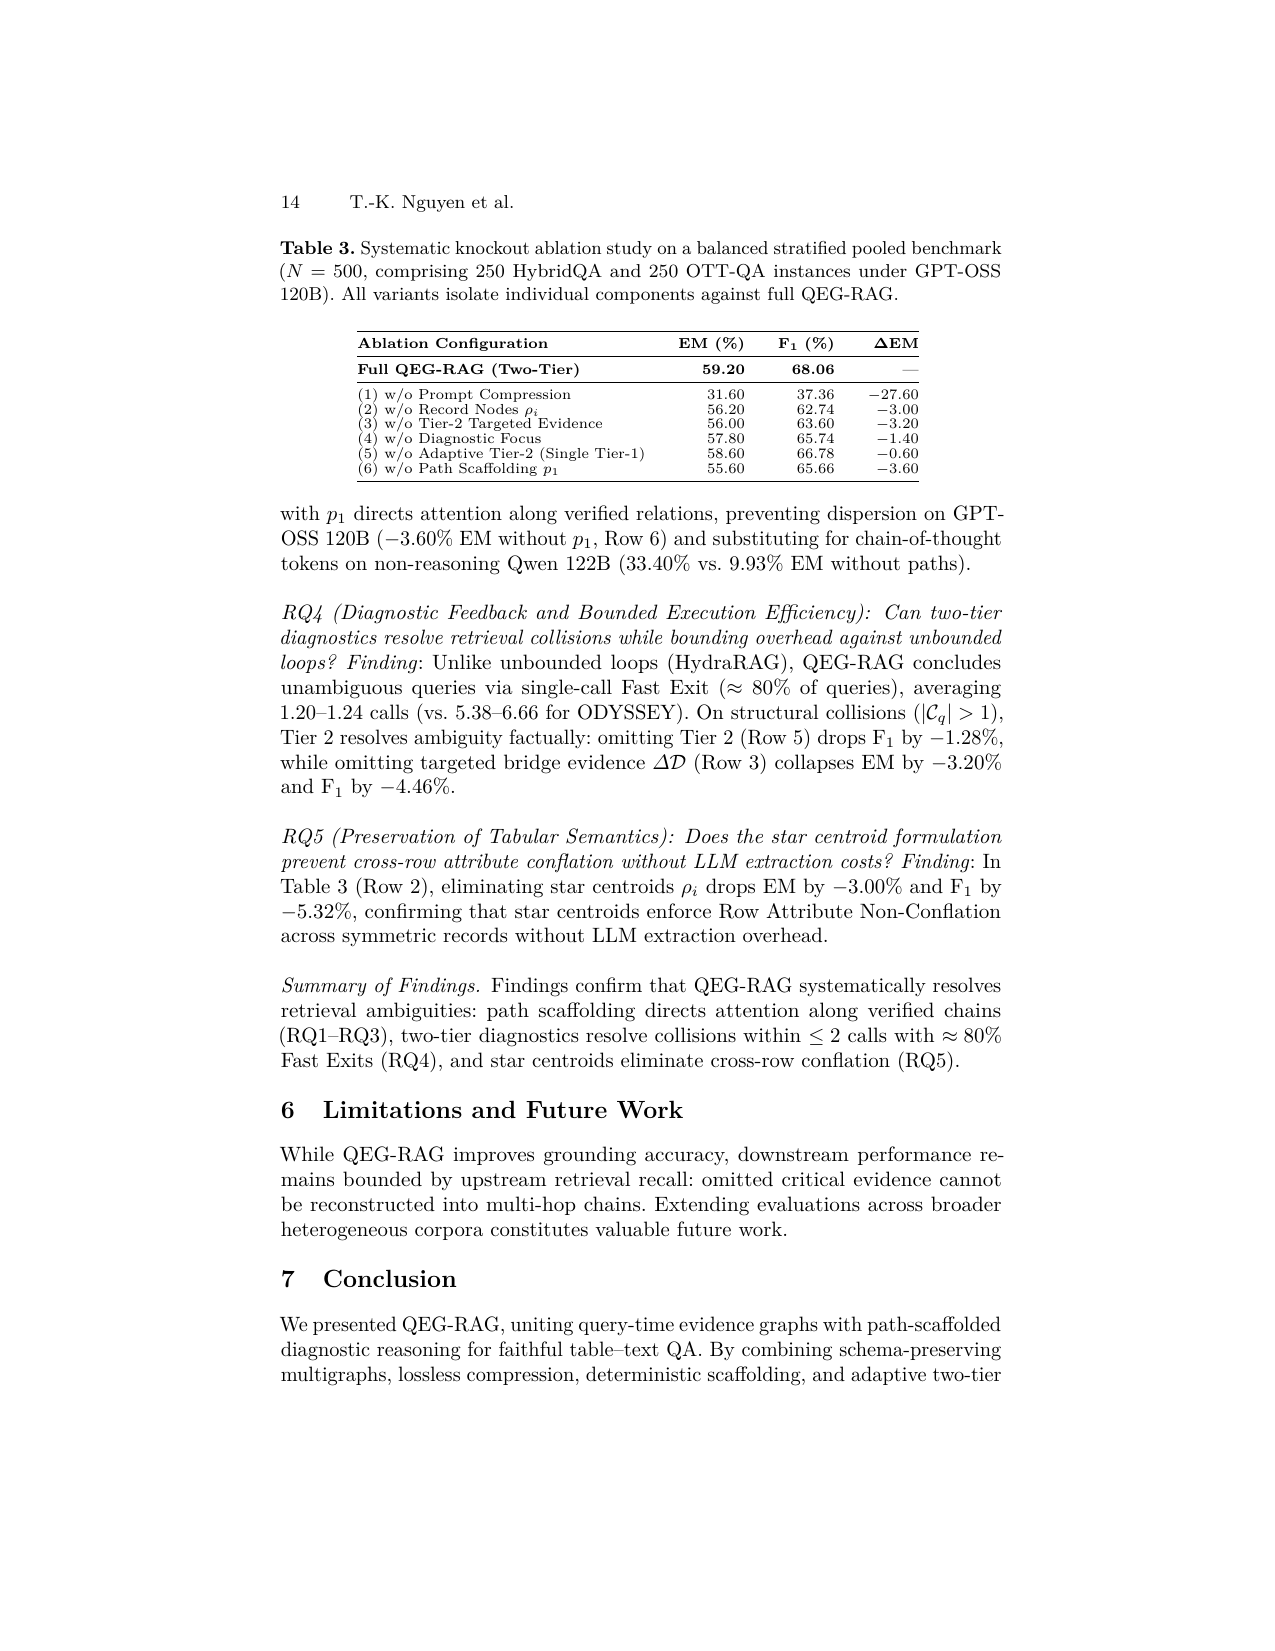 14 T.-K. Nguyen et al.
Table 3. Systematic knockout ablation study on a balanced stratified pooled benchmark
(N = 500, comprising 250 HybridQA and 250 OTT-QA instances under GPT-OSS
120B). All variants isolate individual components against full QEG-RAG.
Ablation Configuration EM (%) F₁ (%) ΔEM
Full QEG-RAG (Two-Tier) 59.20 68.06 —
(1) w/o Prompt Compression 31.60 37.36 −27.60
(2) w/o Record Nodes ρᵢ 56.20 62.74 −3.00
(3) w/o Tier-2 Targeted Evidence 56.00 63.60 −3.20
(4) w/o Diagnostic Focus 57.80 65.74 −1.40
(5) w/o Adaptive Tier-2 (Single Tier-1) 58.60 66.78 −0.60
(6) w/o Path Scaffolding p₁ 55.60 65.66 −3.60
with p₁ directs attention along verified relations, preventing dispersion on GPT-
OSS 120B (−3.60% EM without p₁, Row 6) and substituting for chain-of-thought
tokens on non-reasoning Qwen 122B (33.40% vs. 9.93% EM without paths).
RQ4 (Diagnostic Feedback and Bounded Execution Efficiency): Can two-tier
diagnostics resolve retrieval collisions while bounding overhead against unbounded
loops? Finding: Unlike unbounded loops (HydraRAG), QEG-RAG concludes
unambiguous queries via single-call Fast Exit (≈ 80% of queries), averaging
1.20–1.24 calls (vs. 5.38–6.66 for ODYSSEY). On structural collisions (|𝒞_q| > 1),
Tier 2 resolves ambiguity factually: omitting Tier 2 (Row 5) drops F₁ by −1.28%,
while omitting targeted bridge evidence Δ𝒟 (Row 3) collapses EM by −3.20%
and F₁ by −4.46%.
RQ5 (Preservation of Tabular Semantics): Does the star centroid formulation
prevent cross-row attribute conflation without LLM extraction costs? Finding: In
Table 3 (Row 2), eliminating star centroids ρᵢ drops EM by −3.00% and F₁ by
−5.32%, confirming that star centroids enforce Row Attribute Non-Conflation
across symmetric records without LLM extraction overhead.
Summary of Findings. Findings confirm that QEG-RAG systematically resolves
retrieval ambiguities: path scaffolding directs attention along verified chains
(RQ1–RQ3), two-tier diagnostics resolve collisions within ≤ 2 calls with ≈ 80%
Fast Exits (RQ4), and star centroids eliminate cross-row conflation (RQ5).
6 Limitations and Future Work
While QEG-RAG improves grounding accuracy, downstream performance re-
mains bounded by upstream retrieval recall: omitted critical evidence cannot
be reconstructed into multi-hop chains. Extending evaluations across broader
heterogeneous corpora constitutes valuable future work.
7 Conclusion
We presented QEG-RAG, uniting query-time evidence graphs with path-scaffolded
diagnostic reasoning for faithful table–text QA. By combining schema-preserving
multigraphs, lossless compression, deterministic scaffolding, and adaptive two-tier